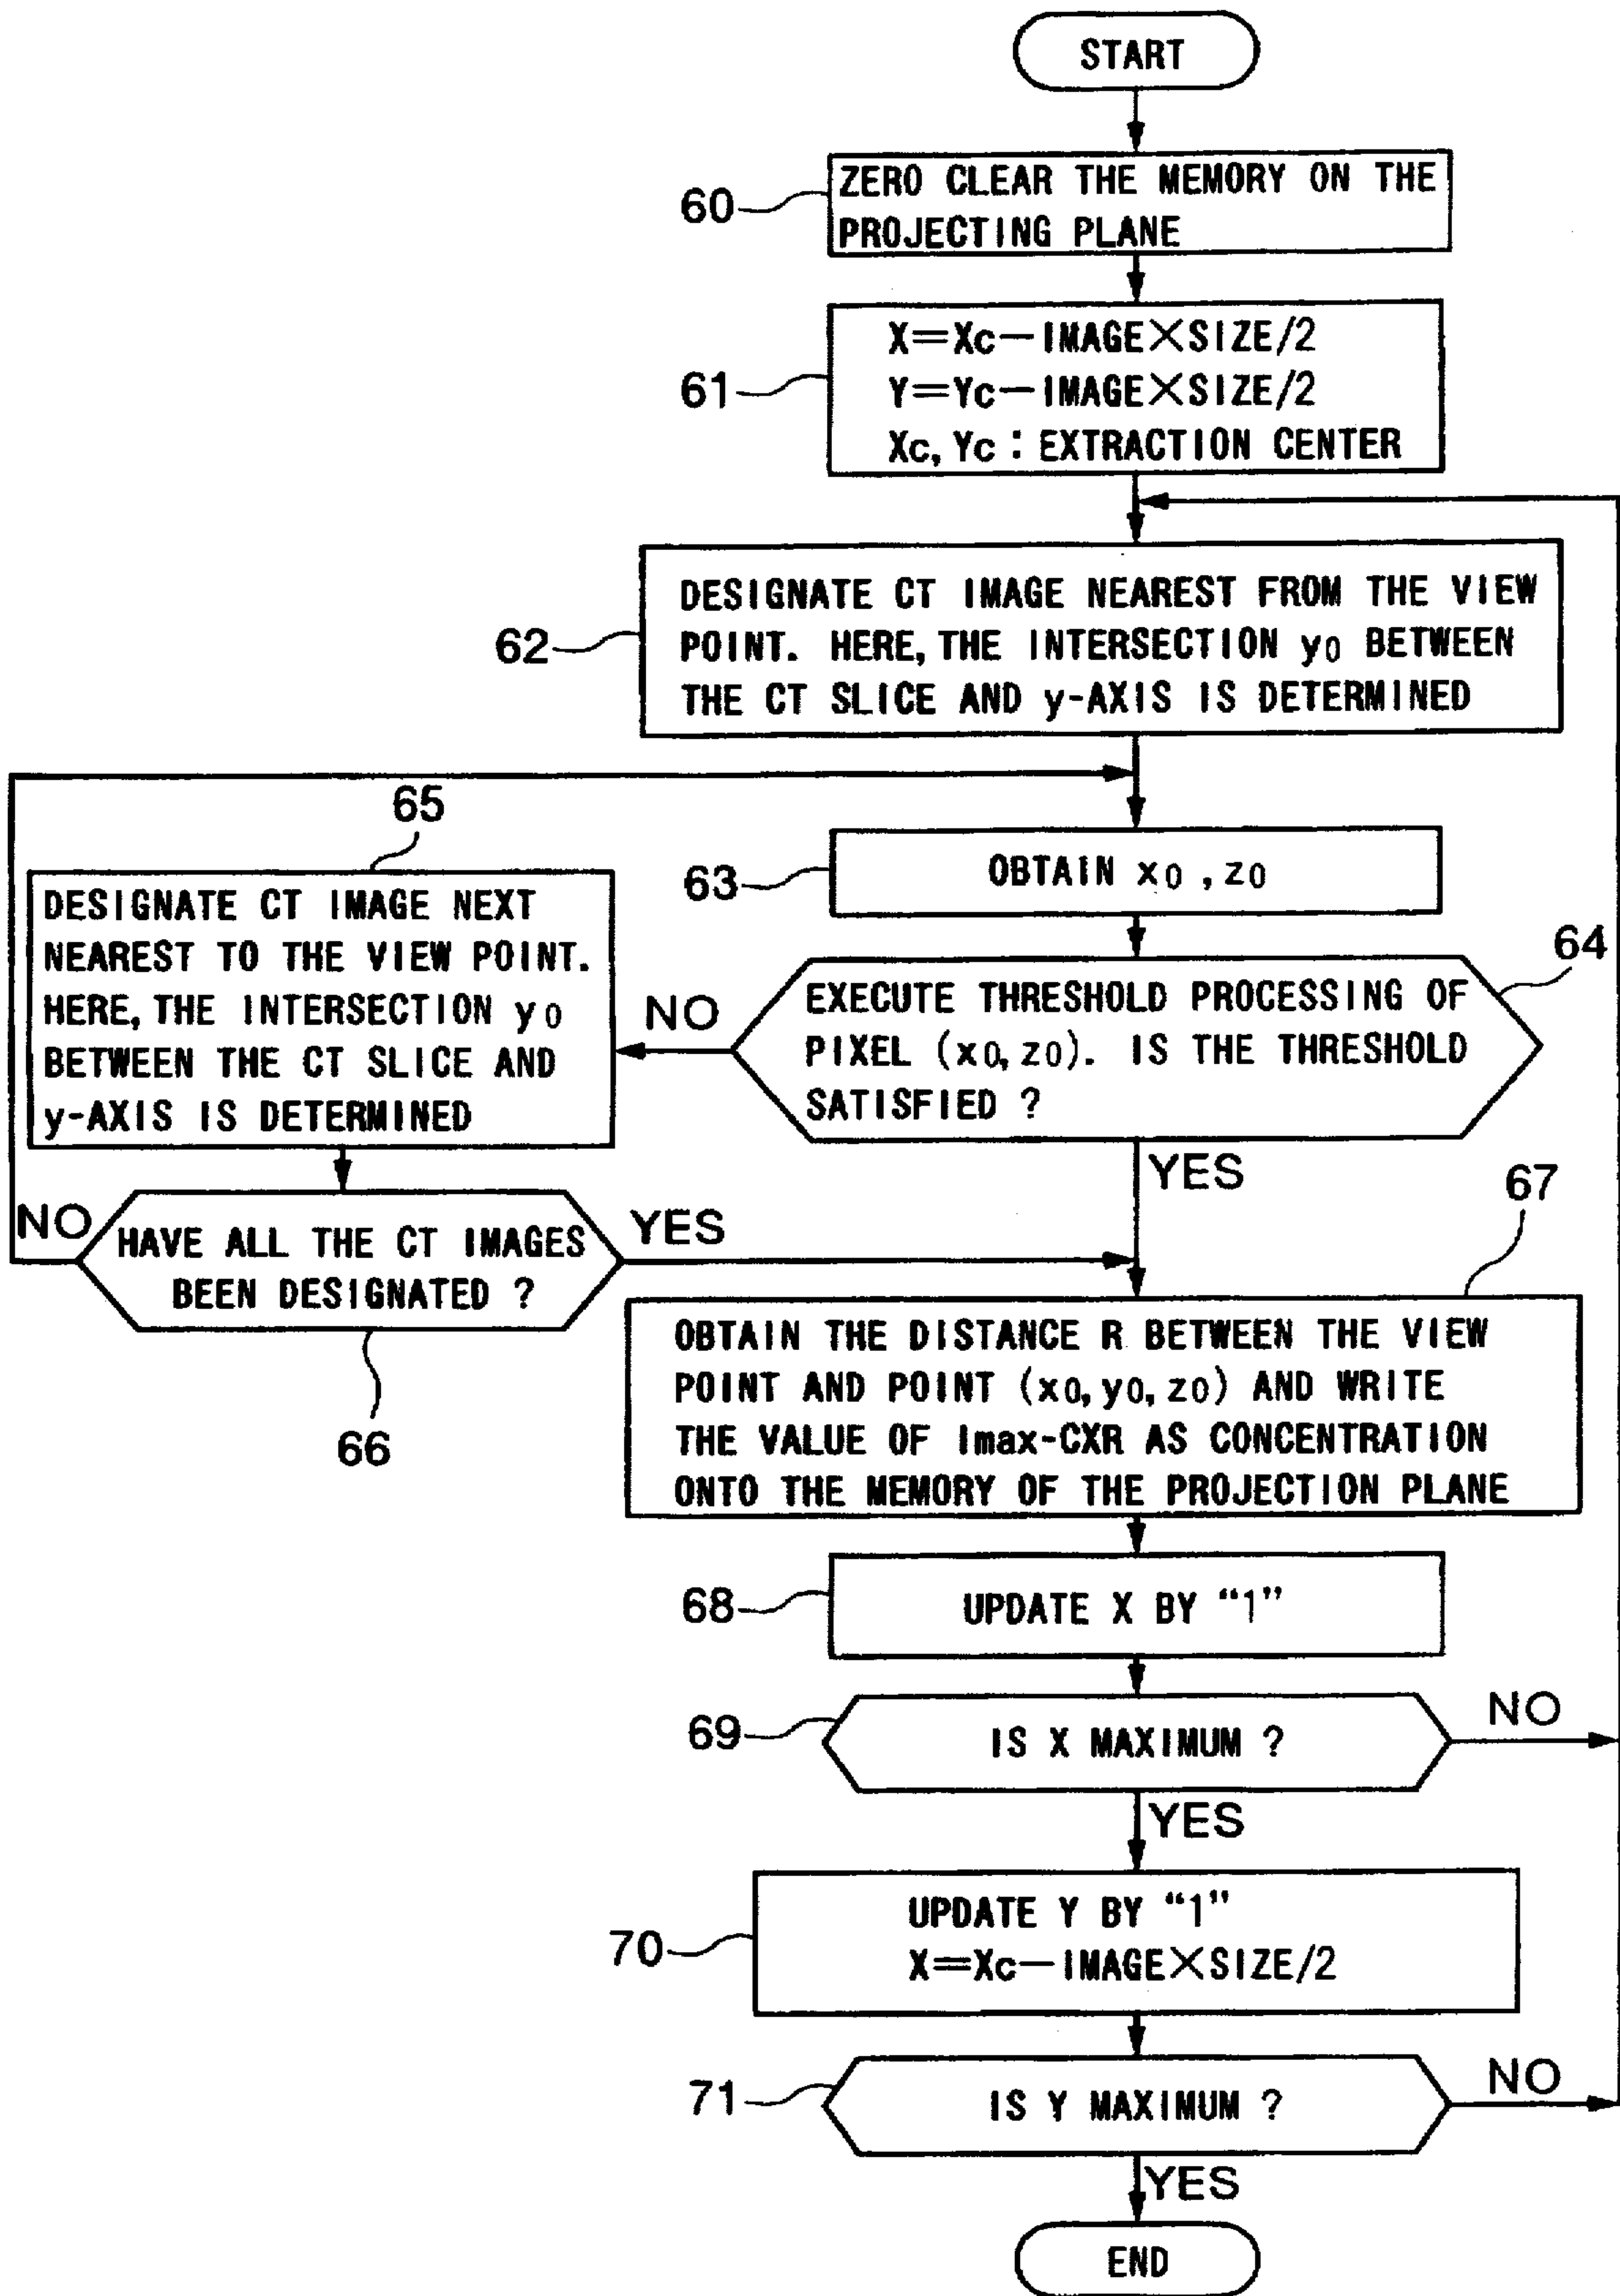 START
60
ZERO CLEAR THE MEMORY ON THE
PROJECTING PLANE
61
X=Xc-IMAGE×SIZE/2
Y=Yc-IMAGE×SIZE/2
Xc, Yc : EXTRACTION CENTER
62
DESIGNATE CT IMAGE NEAREST FROM THE VIEW
POINT. HERE, THE INTERSECTION y0 BETWEEN
THE CT SLICE AND y-AXIS IS DETERMINED
63
OBTAIN x0 , z0
64
EXECUTE THRESHOLD PROCESSING OF
PIXEL (x0, z0). IS THE THRESHOLD
SATISFIED ?
NO
YES
65
DESIGNATE CT IMAGE NEXT
NEAREST TO THE VIEW POINT.
HERE, THE INTERSECTION y0
BETWEEN THE CT SLICE AND
y-AXIS IS DETERMINED
NO
HAVE ALL THE CT IMAGES
BEEN DESIGNATED ?
YES
66
67
OBTAIN THE DISTANCE R BETWEEN THE VIEW
POINT AND POINT (x0, y0, z0) AND WRITE
THE VALUE OF Imax-CXR AS CONCENTRATION
ONTO THE MEMORY OF THE PROJECTION PLANE
68
UPDATE X BY “1”
69
IS X MAXIMUM ?
NO
YES
70
UPDATE Y BY “1”
X=Xc-IMAGE×SIZE/2
71
IS Y MAXIMUM ?
NO
YES
END